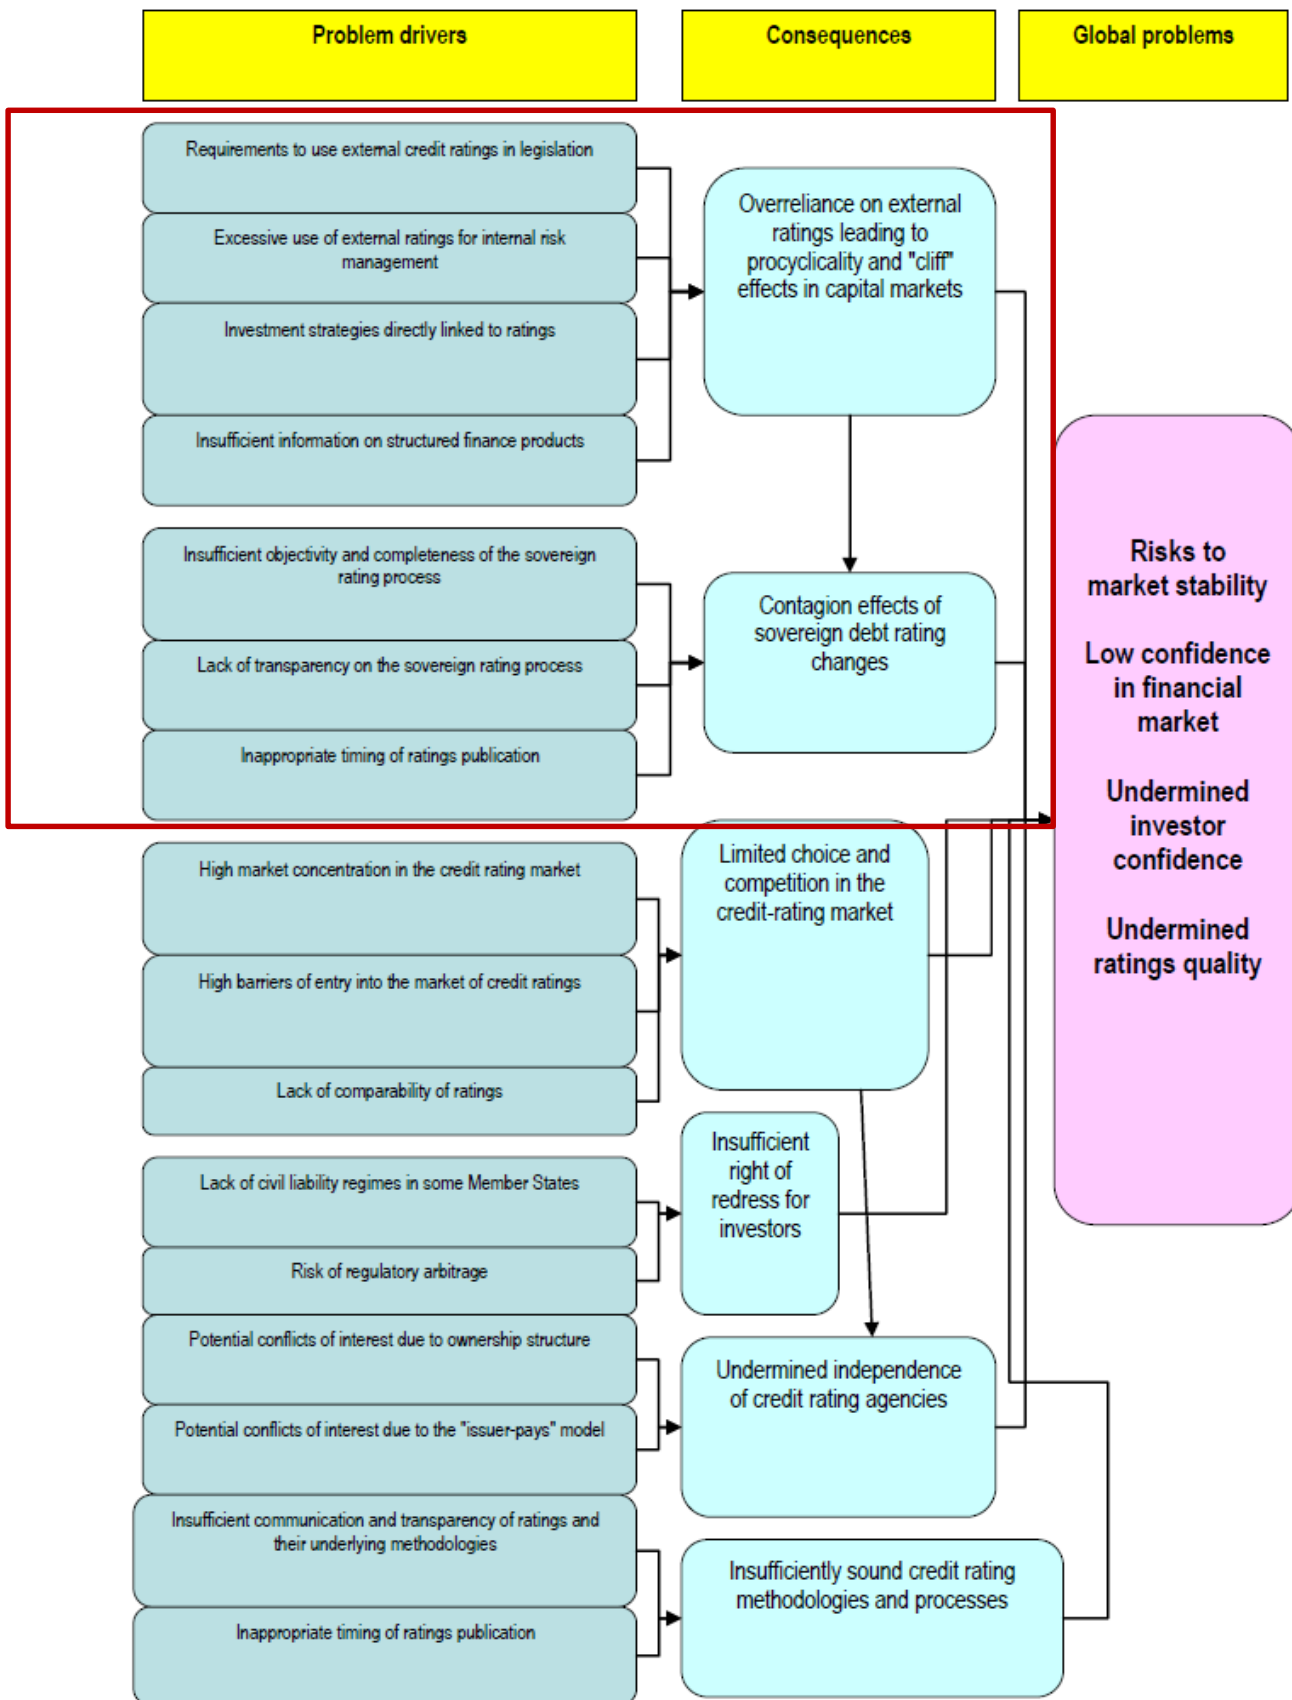 Problem drivers
Consequences
Global problems
Requirements to use external credit ratings in legislation
Excessive use of external ratings for internal risk
management
Investment strategies directly linked to ratings
Insufficient information on structured finance products
Overreliance on external
ratings leading to
procyclicality and "cliff"
effects in capital markets
Insufficient objectivity and completeness of the sovereign
rating process
Lack of transparency on the sovereign rating process
Inappropriate timing of ratings publication
Contagion effects of
sovereign debt rating
changes
High market concentration in the credit rating market
High barriers of entry into the market of credit ratings
Lack of comparability of ratings
Limited choice and
competition in the
credit-rating market
Lack of civil liability regimes in some Member States
Risk of regulatory arbitrage
Insufficient
right of
redress for
investors
Potential conflicts of interest due to ownership structure
Potential conflicts of interest due to the "issuer-pays" model
Undermined independence
of credit rating agencies
Insufficient communication and transparency of ratings and
their underlying methodologies
Inappropriate timing of ratings publication
Insufficiently sound credit rating
methodologies and processes
Risks to
market stability
Low confidence
in financial
market
Undermined
investor
confidence
Undermined
ratings quality